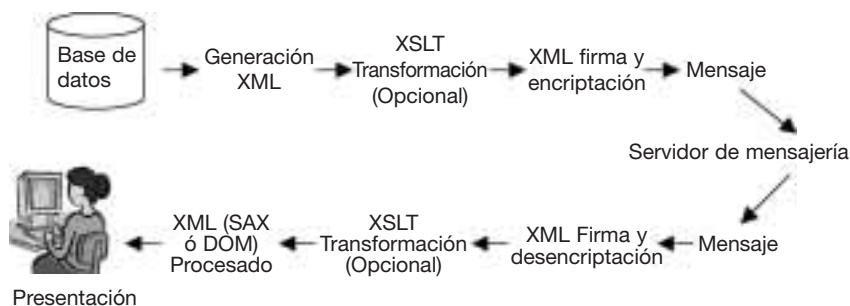 Base de
datos
Generación
XML
XSLT
Transformación
(Opcional)
XML firma y
encriptación
Mensaje
Servidor de mensajería
Mensaje
XML Firma y
desencriptación
XSLT
Transformación
(Opcional)
XML (SAX
ó DOM)
Procesado
Presentación